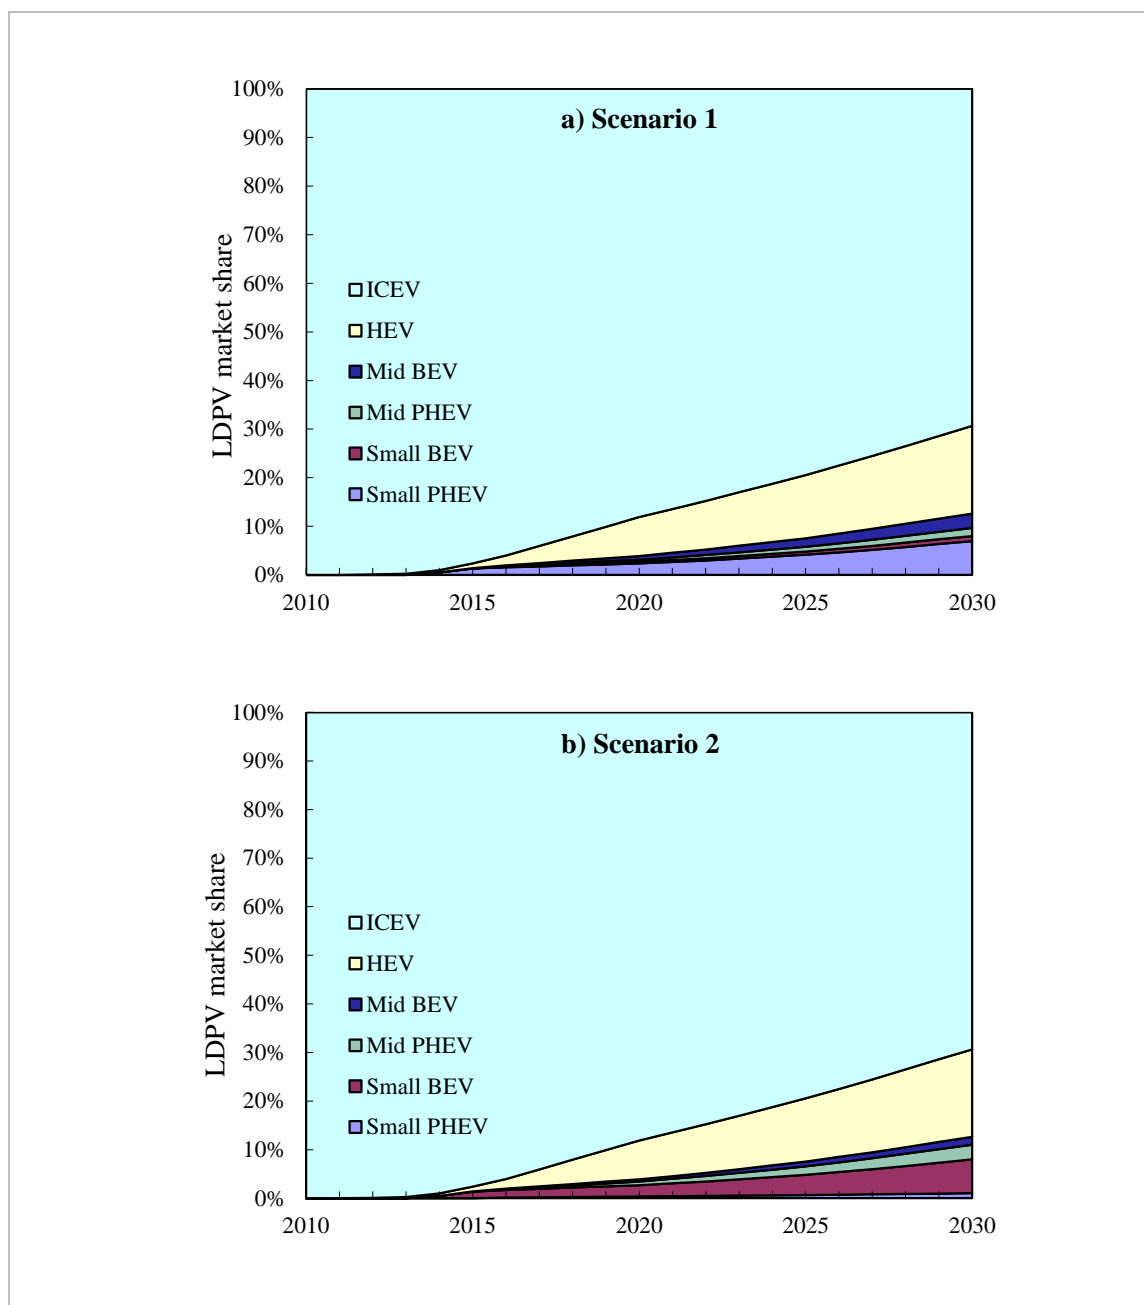 a) Scenario 1
100%
90%
80%
70%
60%
50%
40%
30%
20%
10%
0%
LDPV market share
ICEV
HEV
Mid BEV
Mid PHEV
Small BEV
Small PHEV
2010 2015 2020 2025 2030
b) Scenario 2
100%
90%
80%
70%
60%
50%
40%
30%
20%
10%
0%
LDPV market share
ICEV
HEV
Mid BEV
Mid PHEV
Small BEV
Small PHEV
2010 2015 2020 2025 2030